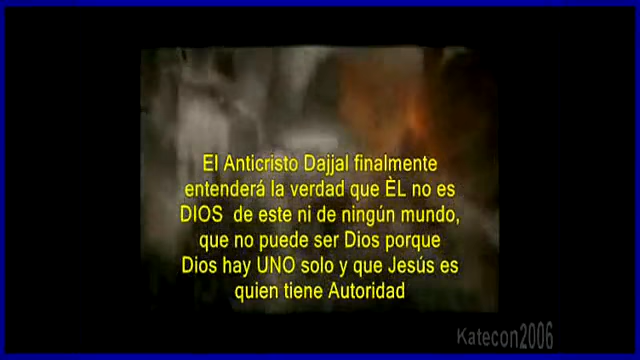 El Anticristo Dajjal finalmente
entenderá la verdad que ÈL no es
DIOS de este ni de ningún mundo,
que no puede ser Dios porque
Dios hay UNO solo y que Jesús es
quien tiene Autoridad
Katecon2006